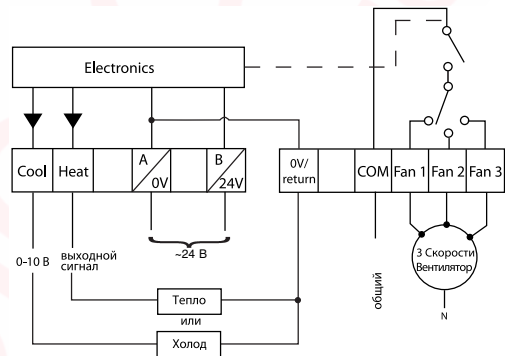 Electronics
Cool
Heat
A
0V
B
24V
0V/
return
COM
Fan 1
Fan 2
Fan 3
0-10 В
выходной
сигнал
~24 В
общий
3 Скорости
Вентилятор
N
Тепло
или
Холод